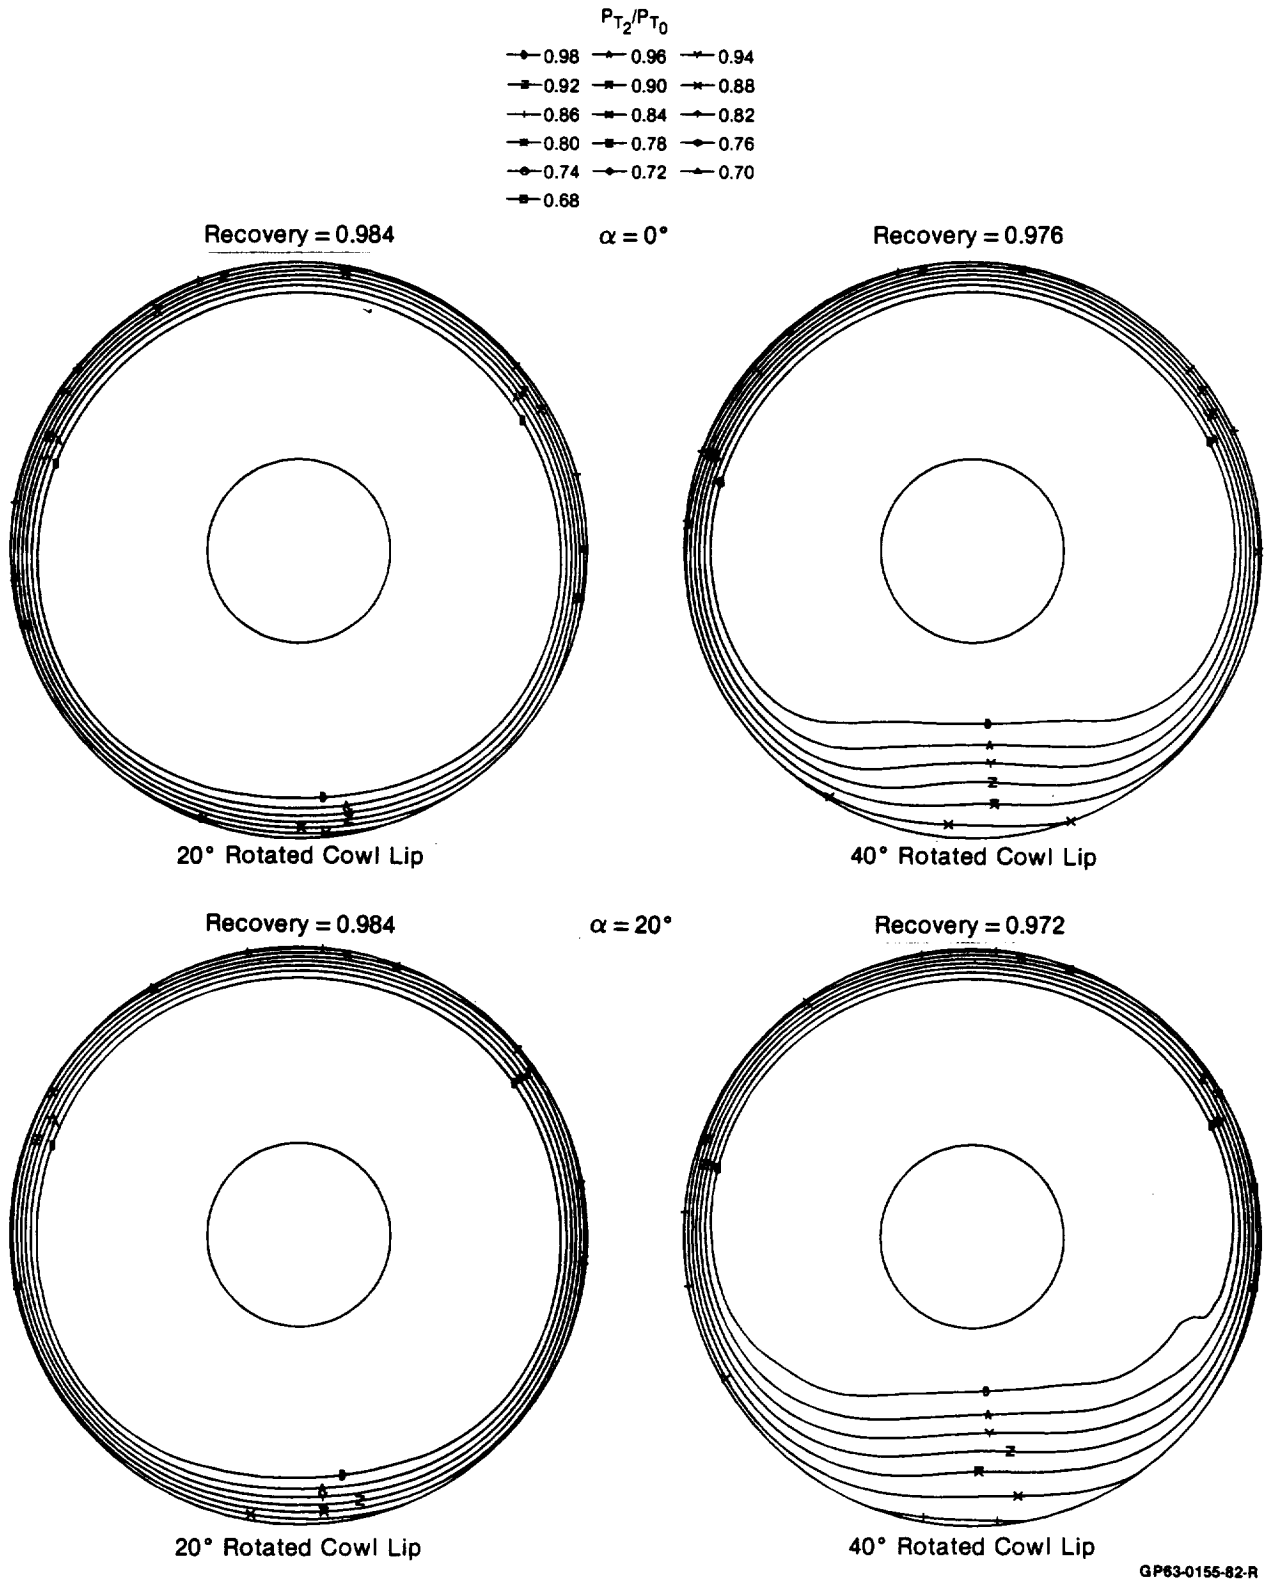 P_T2/P_T0
0.98 0.96 0.94
0.92 0.90 0.88
0.86 0.84 0.82
0.80 0.78 0.76
0.74 0.72 0.70
0.68
Recovery = 0.984
α = 0°
Recovery = 0.976
20° Rotated Cowl Lip
40° Rotated Cowl Lip
Recovery = 0.984
α = 20°
Recovery = 0.972
20° Rotated Cowl Lip
40° Rotated Cowl Lip
GP63-0155-82-R